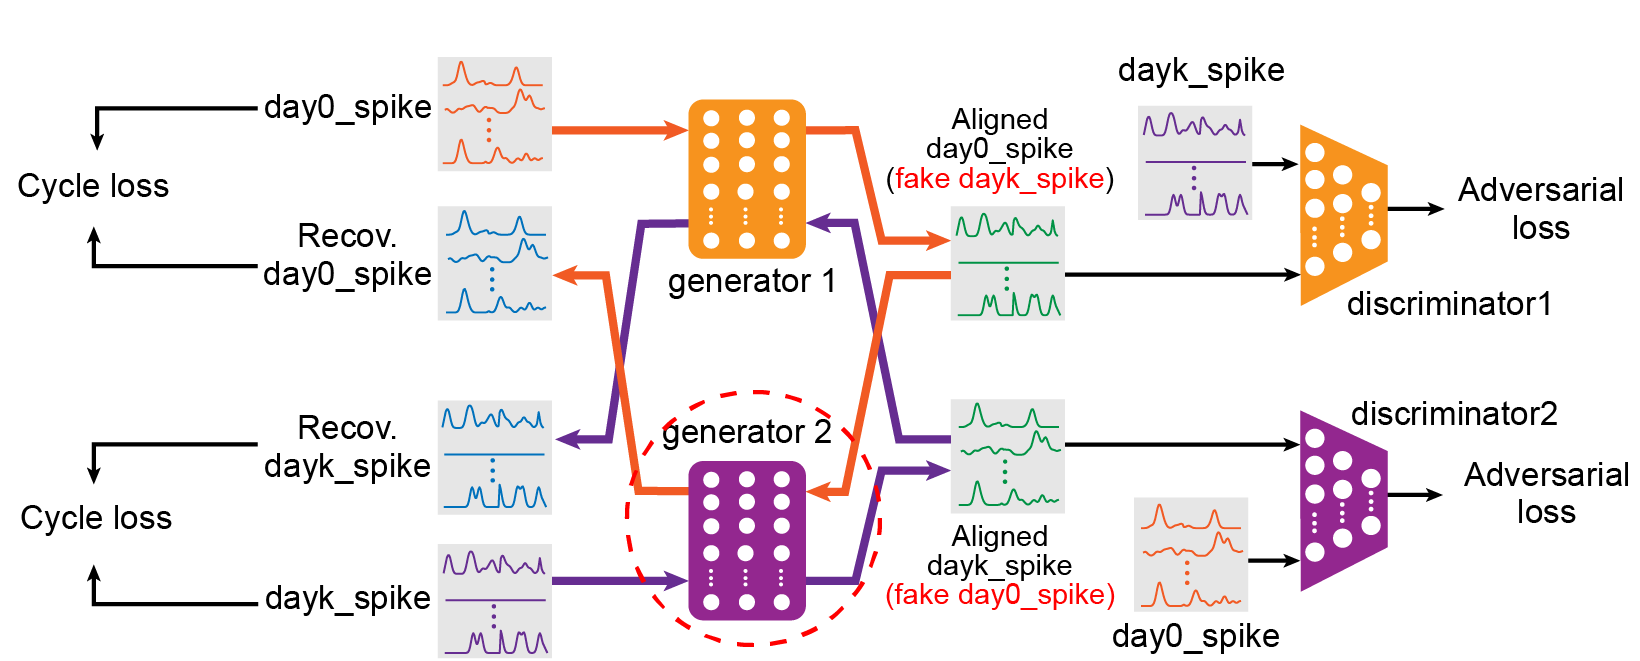 dayk_spike
day0_spike
Aligned
day0_spike
(fake dayk_spike)
Cycle loss
Adversarial
loss
Recov.
day0_spike
generator 1
discriminator1
Recov.
dayk_spike
generator 2
discriminator2
Adversarial
loss
Cycle loss
Aligned
dayk_spike
(fake day0_spike)
dayk_spike
day0_spike